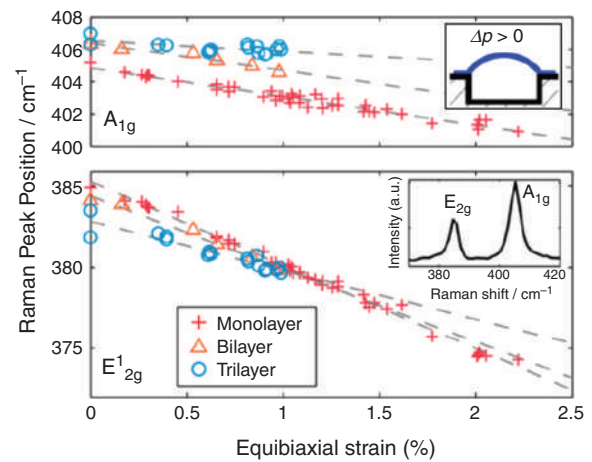 Raman Peak Position / cm⁻¹
408
406
404
402
400
A₁g
Δp > 0
385
380
375
E¹₂g
Monolayer
Bilayer
Trilayer
Intensity (a.u.)
E₂g
A₁g
380
400
420
Raman shift / cm⁻¹
0
0.5
1
1.5
2
2.5
Equibiaxial strain (%)